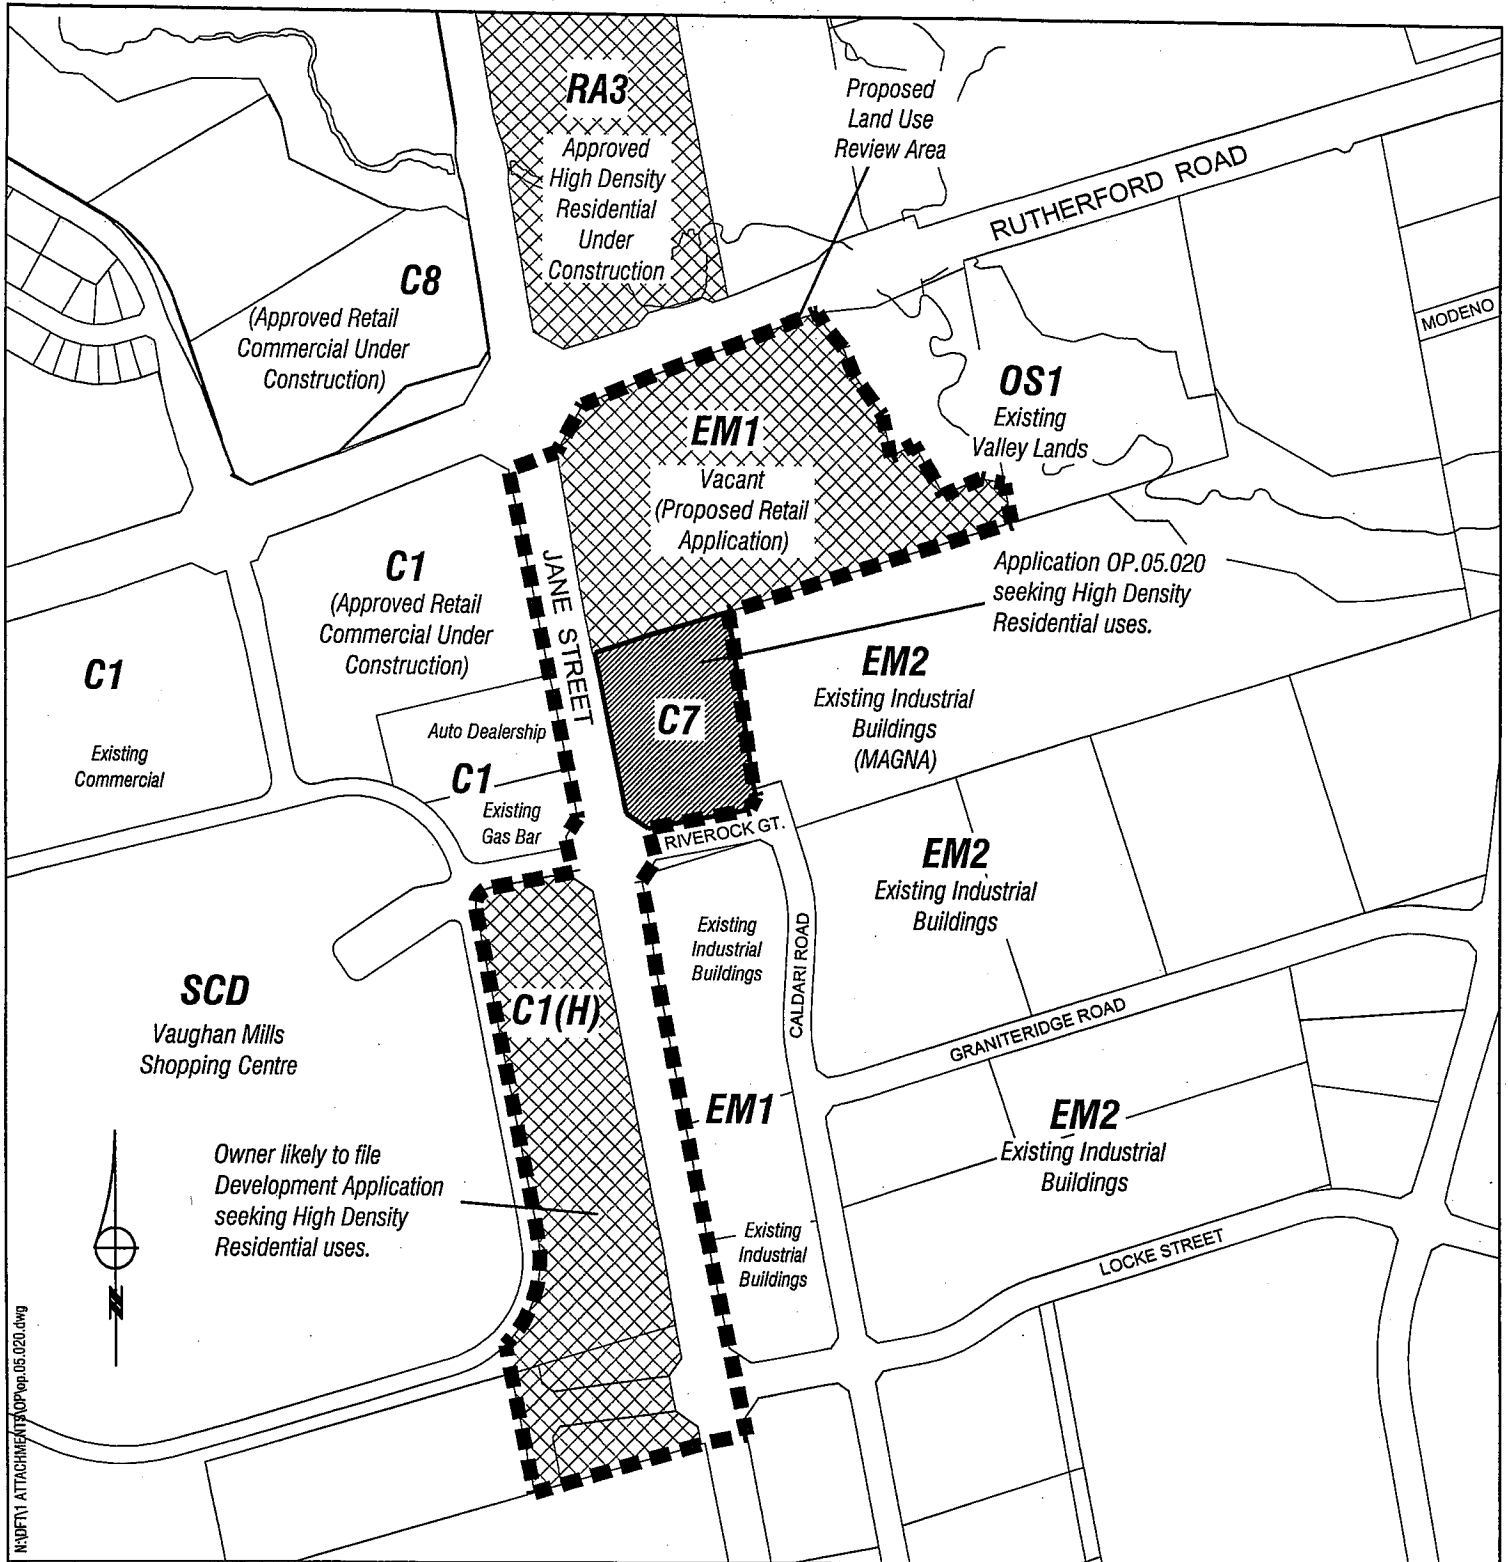 RA3
Approved
High Density
Residential
Under
Construction
Proposed
Land Use
Review Area
RUTHERFORD ROAD
MODENO
C8
(Approved Retail
Commercial Under
Construction)
EM1
Vacant
(Proposed Retail
Application)
OS1
Existing
Valley Lands
JANE STREET
C1
(Approved Retail
Commercial Under
Construction)
Application OP.05.020
seeking High Density
Residential uses.
C1
Existing
Commercial
Auto Dealership
C1
Existing
Gas Bar
C7
EM2
Existing Industrial
Buildings
(MAGNA)
RIVEROCK GT.
EM2
Existing Industrial
Buildings
Existing
Industrial
Buildings
CALDARI ROAD
SCD
Vaughan Mills
Shopping Centre
C1(H)
GRANITERIDGE ROAD
EM1
EM2
Existing Industrial
Buildings
Owner likely to file
Development Application
seeking High Density
Residential uses.
Existing
Industrial
Buildings
LOCKE STREET
N
N:\DFT\1 ATTACHMENTS\OP\op.05.020.dwg